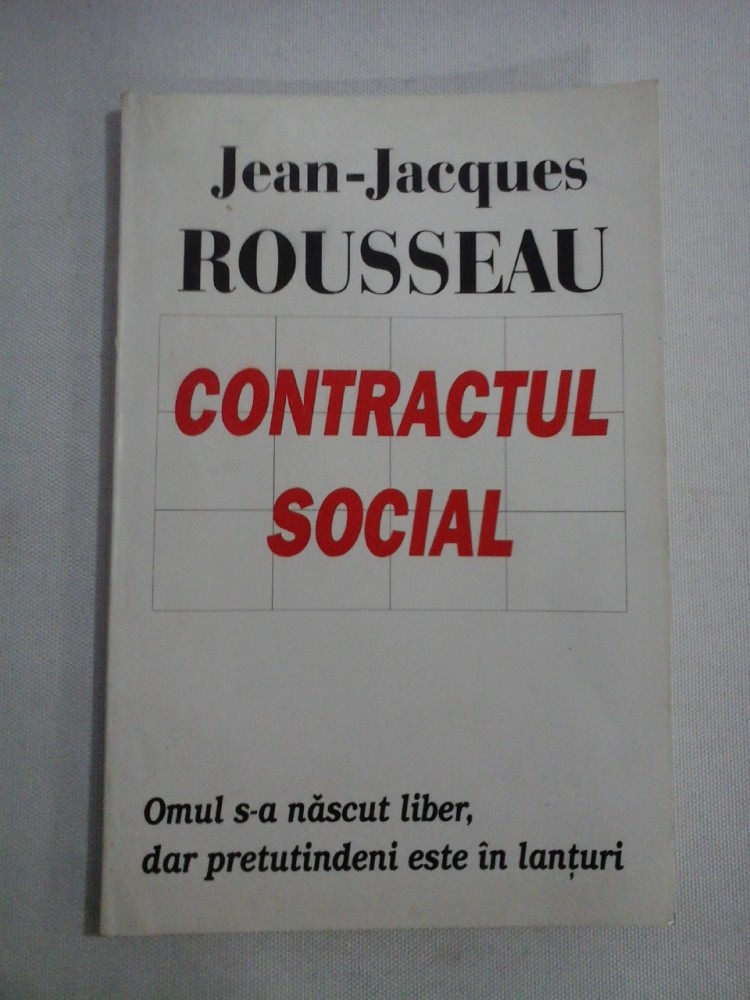 Jean-Jacques
ROUSSEAU
CONTRACTUL
SOCIAL
Omul s-a născut liber,
dar pretutindeni este în lanțuri